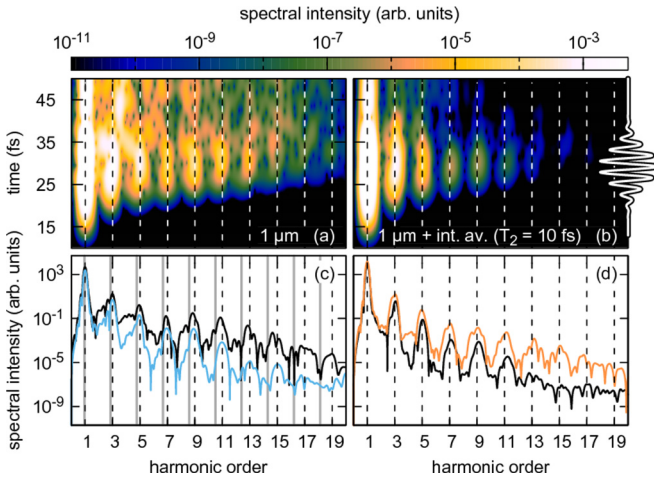 spectral intensity (arb. units)
10⁻¹¹ 10⁻⁹ 10⁻⁷ 10⁻⁵ 10⁻³
time (fs)
45
35
25
15
1 µm (a)
1 µm + int. av. (T₂ = 10 fs) (b)
spectral intensity (arb. units)
10³
10⁻¹
10⁻⁵
10⁻⁹
(c)
(d)
1 3 5 7 9 11 13 15 17 19
1 3 5 7 9 11 13 15 17 19
harmonic order
harmonic order